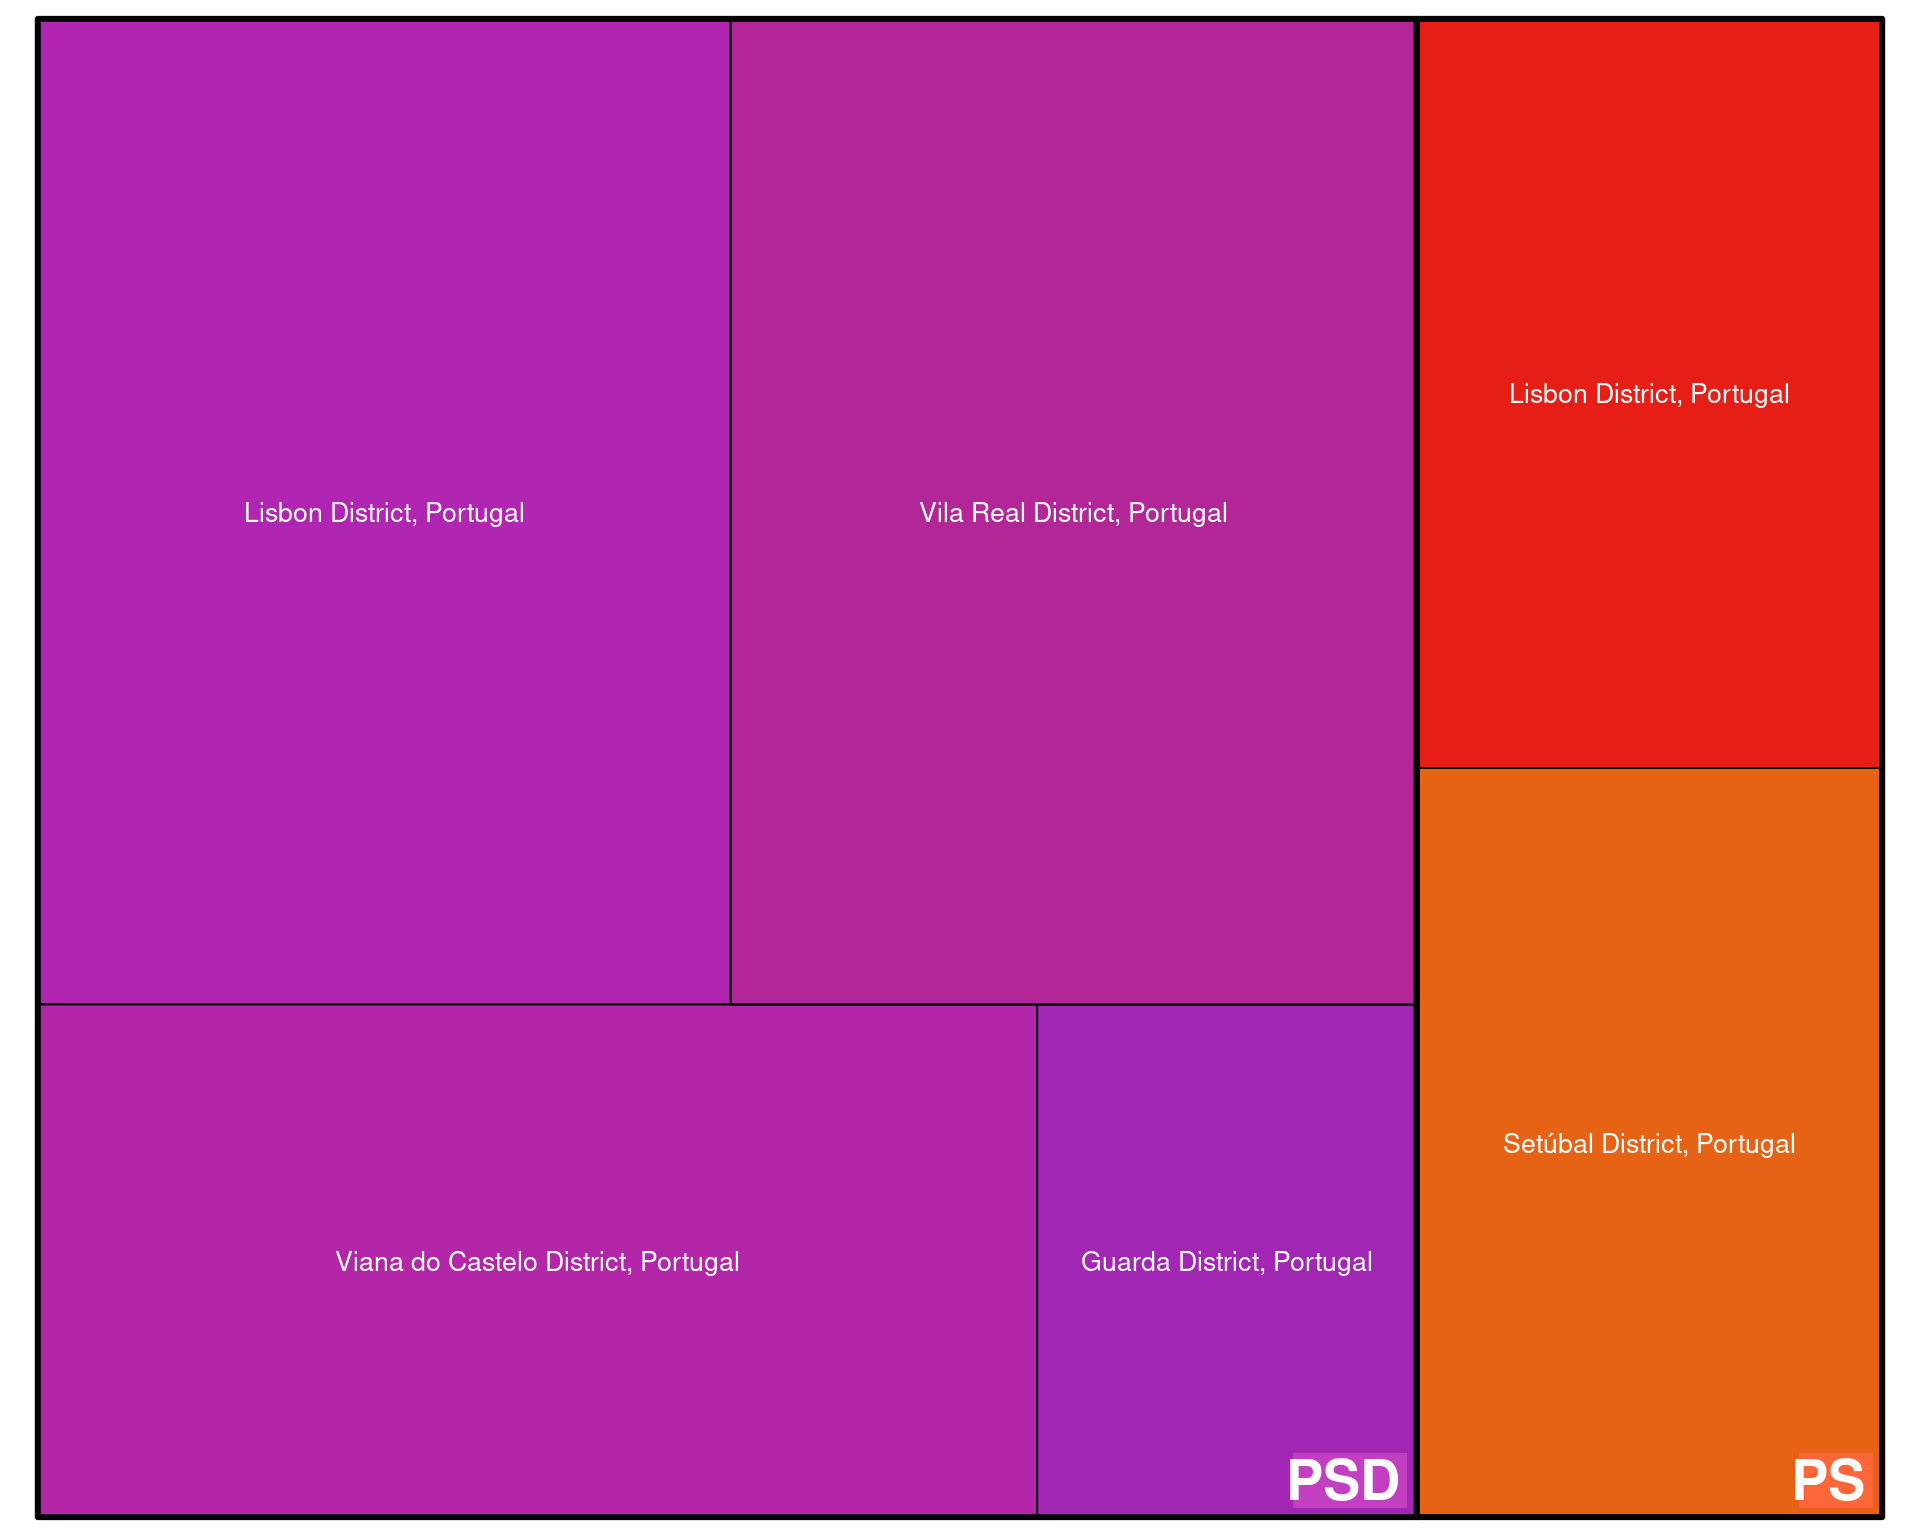 Lisbon District, Portugal
Vila Real District, Portugal
Lisbon District, Portugal
Setúbal District, Portugal
Viana do Castelo District, Portugal
Guarda District, Portugal
PSD
PS